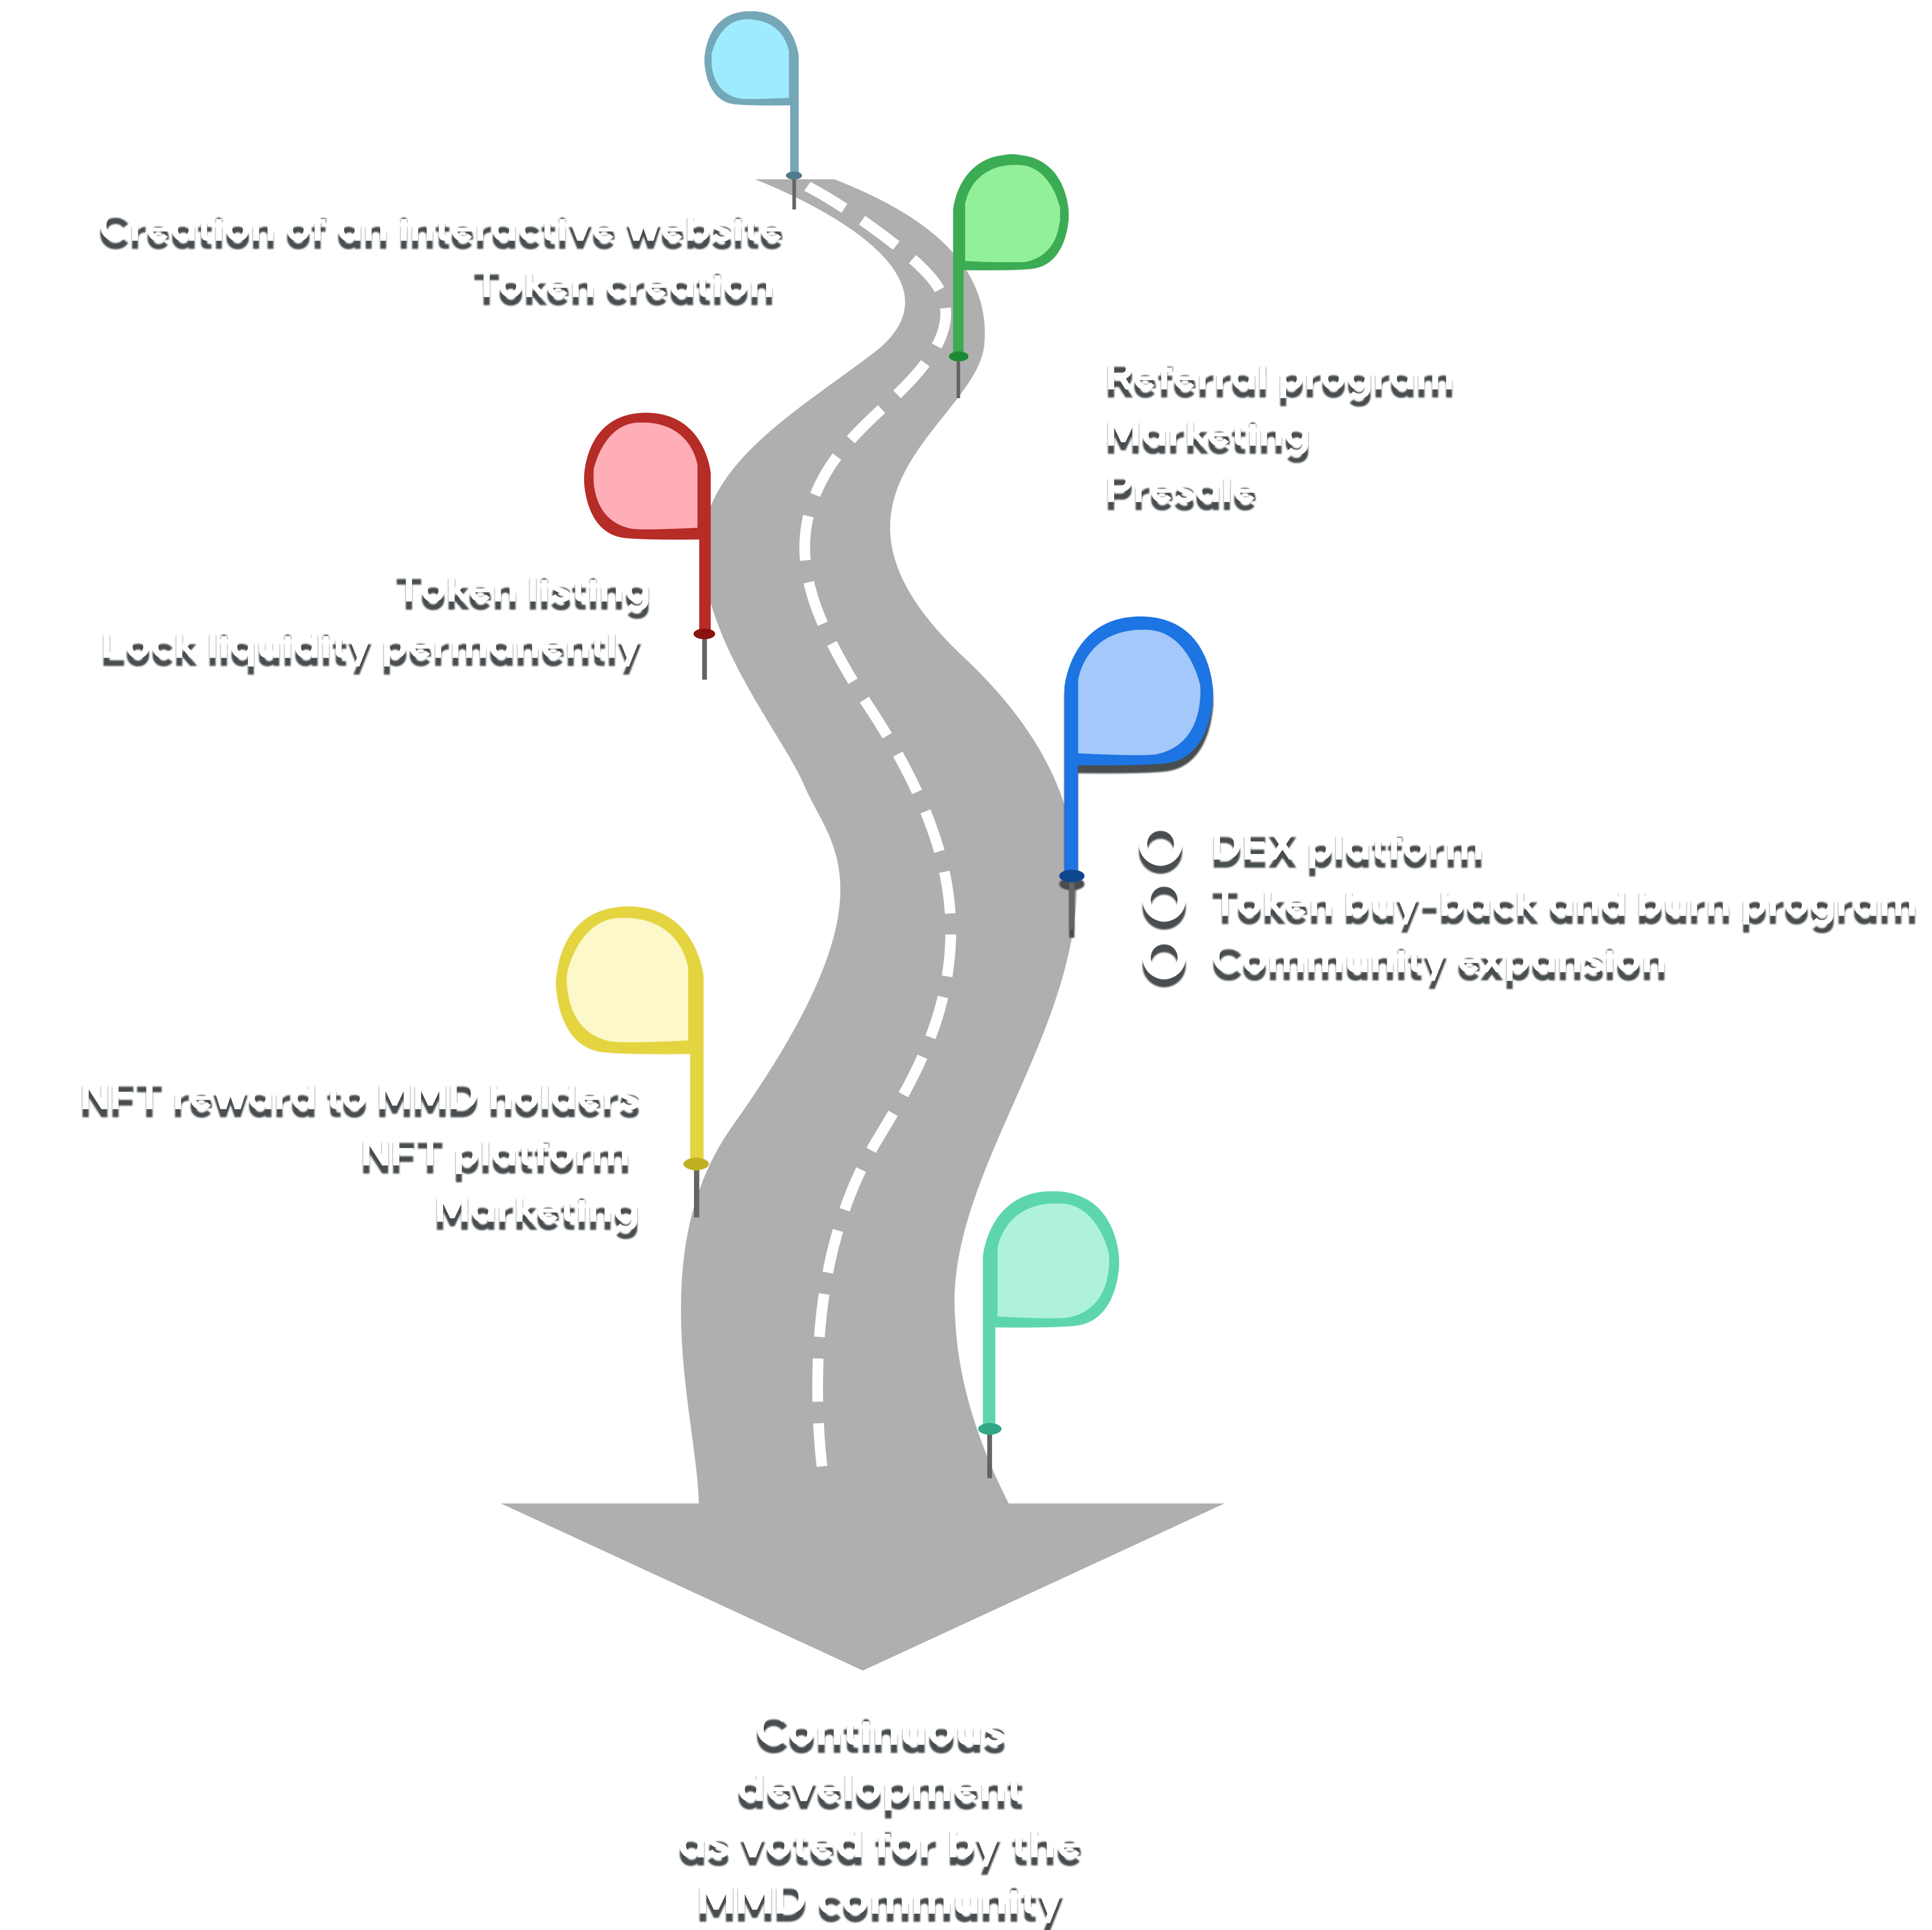 Creation of an interactive website
Token creation
Referral program
Marketing
Presale
Token listing
Lock liquidity permanently
DEX platform
Token buy-back and burn program
Community expansion
NFT reward to MMD holders
NFT platform
Marketing
Continuous
development
as voted for by the
MMD community